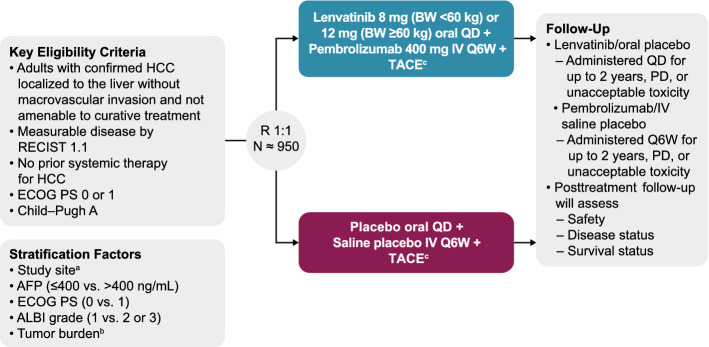 Key Eligibility Criteria
• Adults with confirmed HCC
localized to the liver without
macrovascular invasion and not
amenable to curative treatment
• Measurable disease by
RECIST 1.1
• No prior systemic therapy
for HCC
• ECOG PS 0 or 1
• Child–Pugh A
Stratification Factors
• Study siteᵃ
• AFP (≤400 vs. >400 ng/mL)
• ECOG PS (0 vs. 1)
• ALBI grade (1 vs. 2 or 3)
• Tumor burdenᵇ
R 1:1
N ≈ 950
Lenvatinib 8 mg (BW <60 kg) or
12 mg (BW ≥60 kg) oral QD +
Pembrolizumab 400 mg IV Q6W +
TACEᶜ
Placebo oral QD +
Saline placebo IV Q6W +
TACEᶜ
Follow-Up
• Lenvatinib/oral placebo
– Administered QD for
up to 2 years, PD, or
unacceptable toxicity
• Pembrolizumab/IV
saline placebo
– Administered Q6W for
up to 2 years, PD, or
unacceptable toxicity
• Posttreatment follow-up
will assess
– Safety
– Disease status
– Survival status